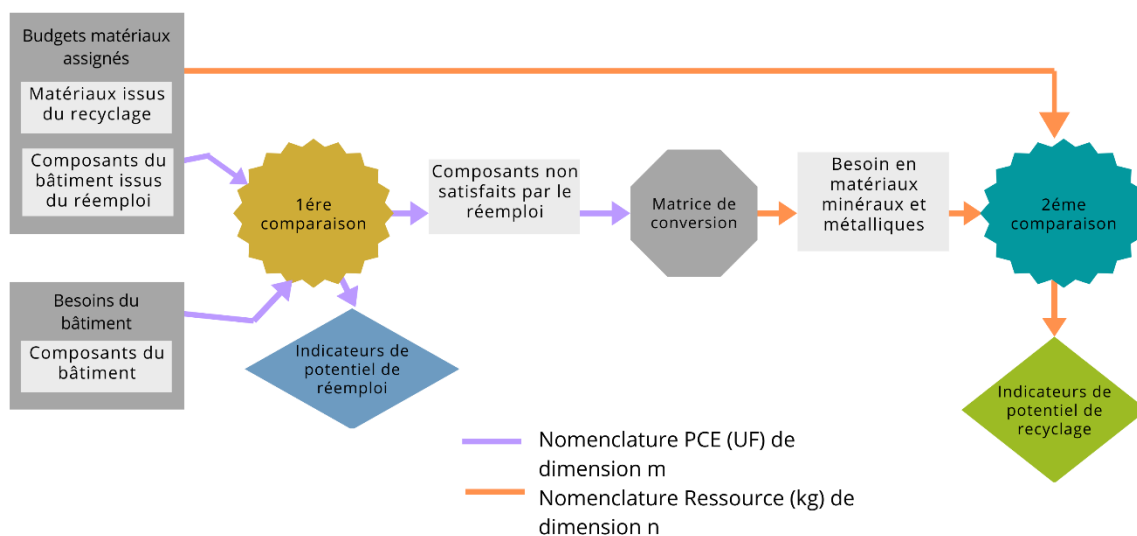 Budgets matériaux
assignés
Matériaux issus
du recyclage
Composants du
bâtiment issus
du réemploi
Besoins du
bâtiment
Composants du
bâtiment
1ére
comparaison
Indicateurs de
potentiel de
réemploi
Composants non
satisfaits par le
réemploi
Matrice de
conversion
Besoin en
matériaux
minéraux et
métalliques
2éme
comparaison
Indicateurs de
potentiel de
recyclage
Nomenclature PCE (UF) de
dimension m
Nomenclature Ressource (kg) de
dimension n